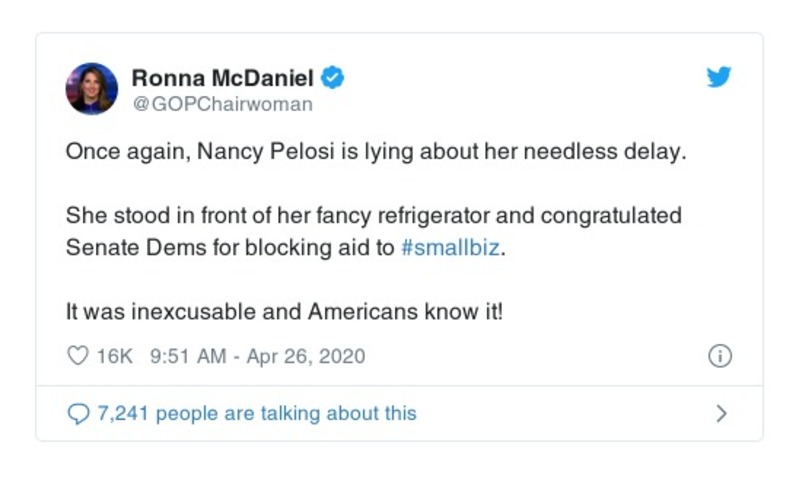 Ronna McDaniel
@GOPChairwoman
Once again, Nancy Pelosi is lying about her needless delay.
She stood in front of her fancy refrigerator and congratulated
Senate Dems for blocking aid to #smallbiz.
It was inexcusable and Americans know it!
16K 9:51 AM - Apr 26, 2020
7,241 people are talking about this